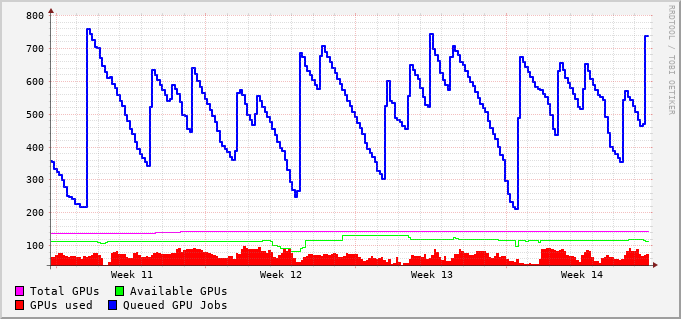 800
700
600
500
400
300
200
100
Week 11 Week 12 Week 13 Week 14
Total GPUs Available GPUs
GPUs used Queued GPU Jobs
RRDTOOL / TOBI OETIKER